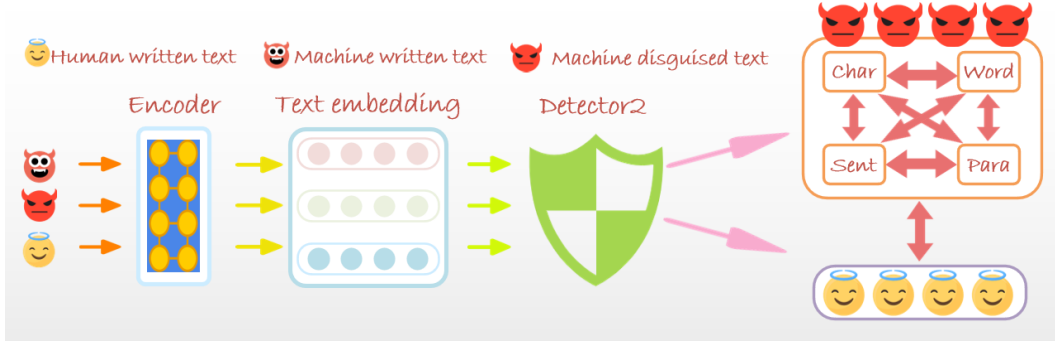 Human written text
Machine written text
Machine disguised text
Encoder
Text embedding
Detector2
Char
Word
Sent
Para